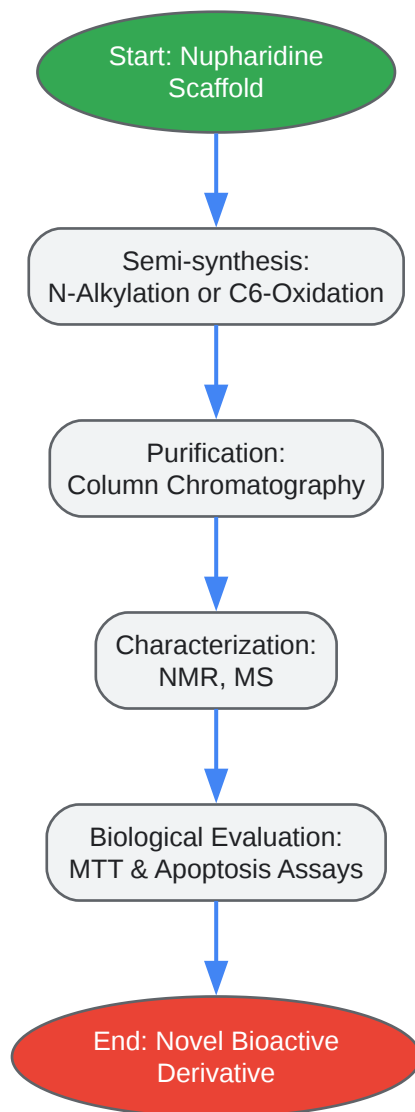 Start: Nupharidine
Scaffold
Semi-synthesis:
N-Alkylation or C6-Oxidation
Purification:
Column Chromatography
Characterization:
NMR, MS
Biological Evaluation:
MTT & Apoptosis Assays
End: Novel Bioactive
Derivative